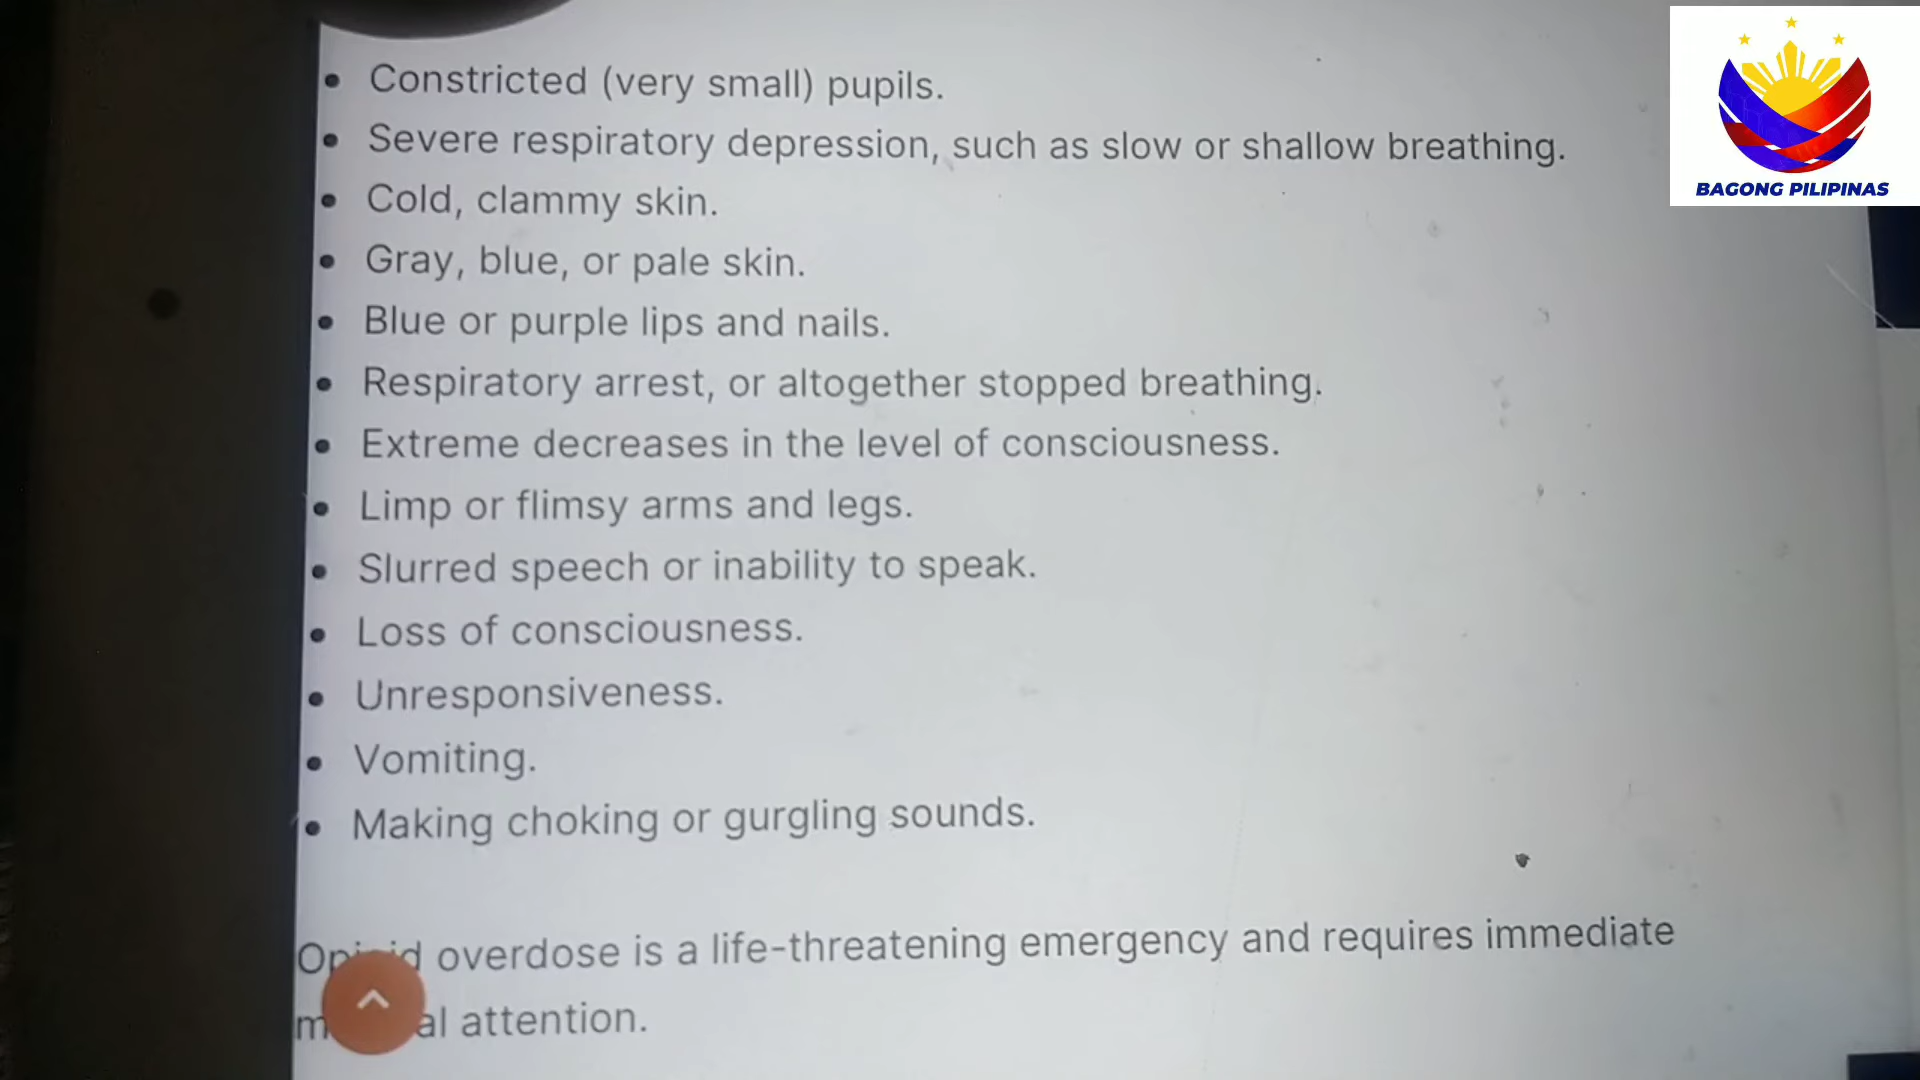 • Constricted (very small) pupils.
• Severe respiratory depression, such as slow or shallow breathing.
• Cold, clammy skin.
• Gray, blue, or pale skin.
• Blue or purple lips and nails.
• Respiratory arrest, or altogether stopped breathing.
• Extreme decreases in the level of consciousness.
• Limp or flimsy arms and legs.
• Slurred speech or inability to speak.
• Loss of consciousness.
• Unresponsiveness.
• Vomiting.
• Making choking or gurgling sounds.
Opioid overdose is a life-threatening emergency and requires immediate
attention.
BAGONG PILIPINAS